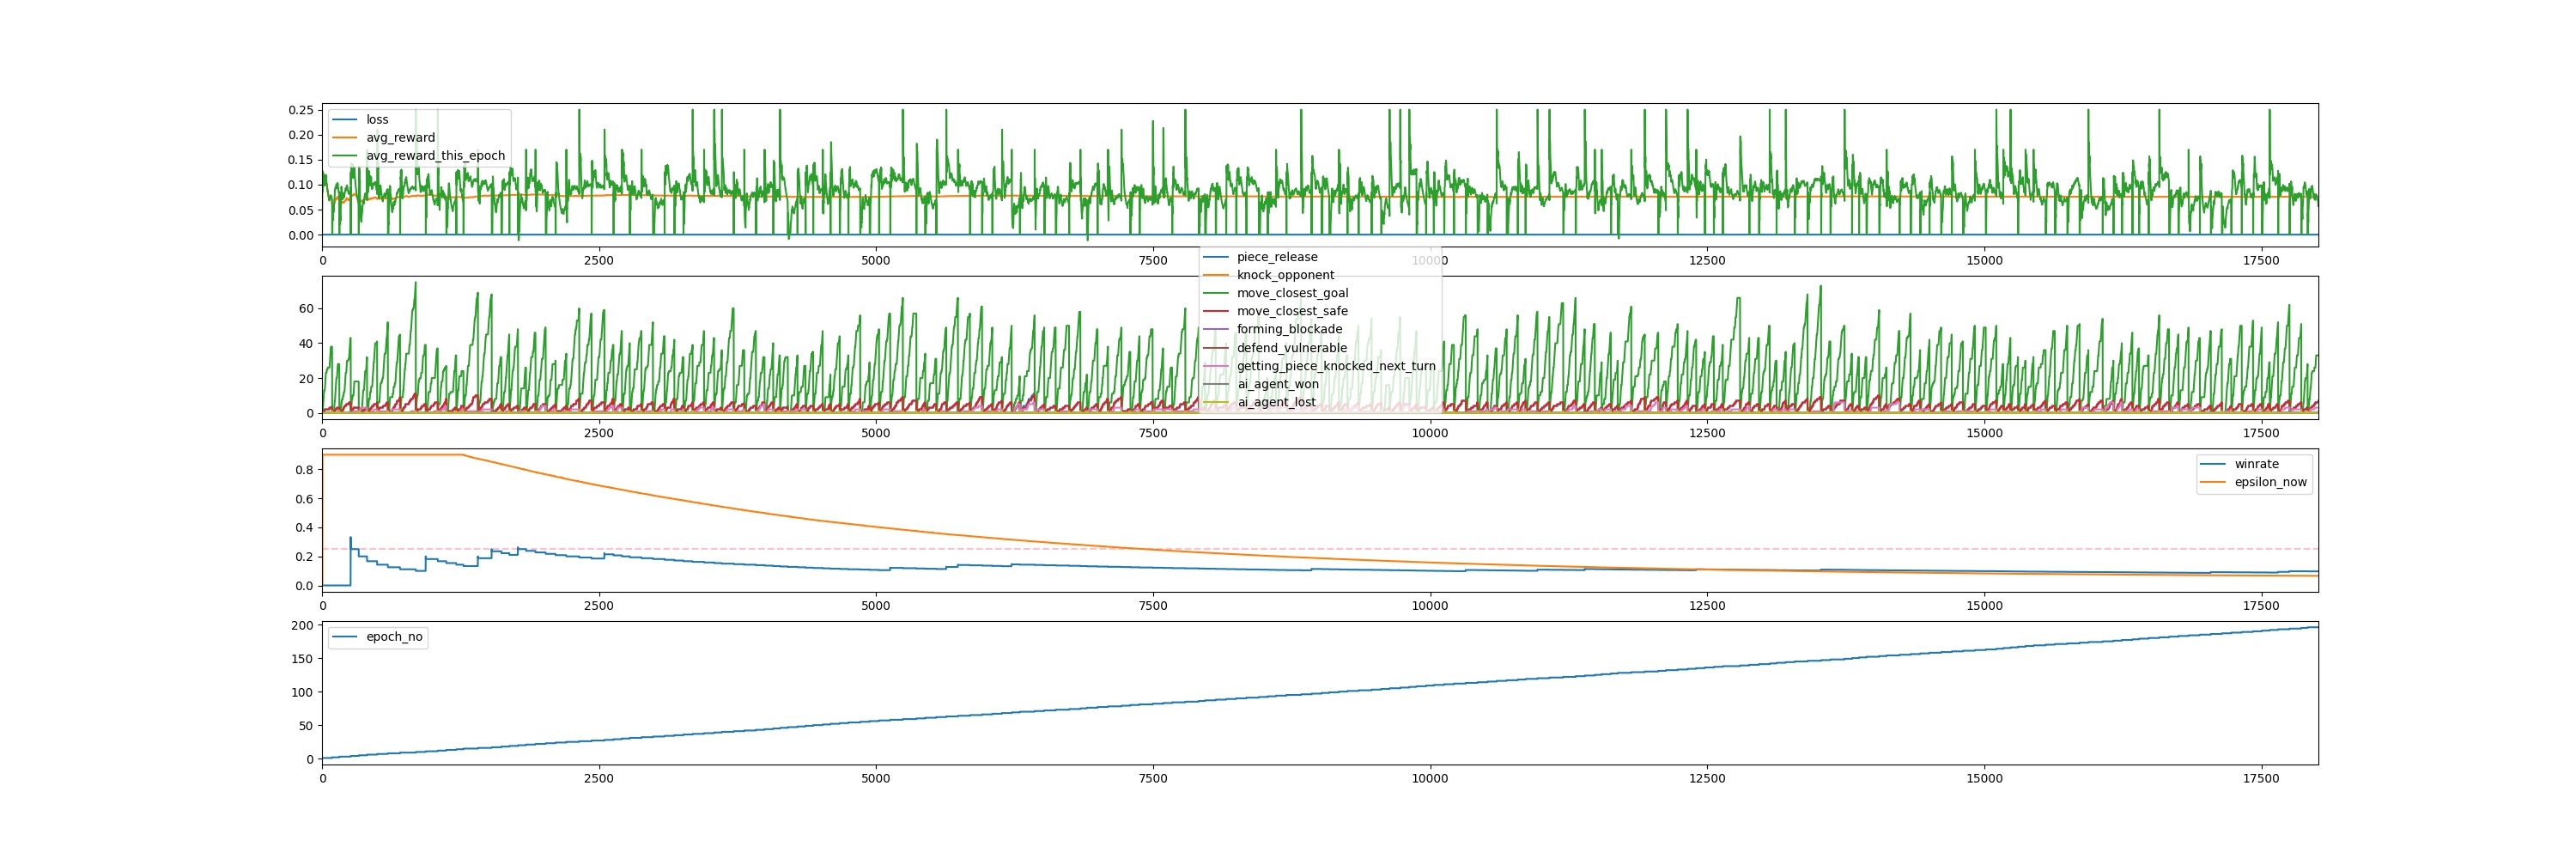 0.25
0.20
0.15
0.10
0.05
0.00
loss
avg_reward
avg_reward_this_epoch
0 2500 5000 7500 10000 12500 15000 17500
60
40
20
0
piece_release
knock_opponent
move_closest_goal
move_closest_safe
forming_blockade
defend_vulnerable
getting_piece_knocked_next_turn
ai_agent_won
ai_agent_lost
0 2500 5000 7500 10000 12500 15000 17500
0.8
0.6
0.4
0.2
0.0
winrate
epsilon_now
0 2500 5000 7500 10000 12500 15000 17500
200
150
100
50
0
epoch_no
0 2500 5000 7500 10000 12500 15000 17500